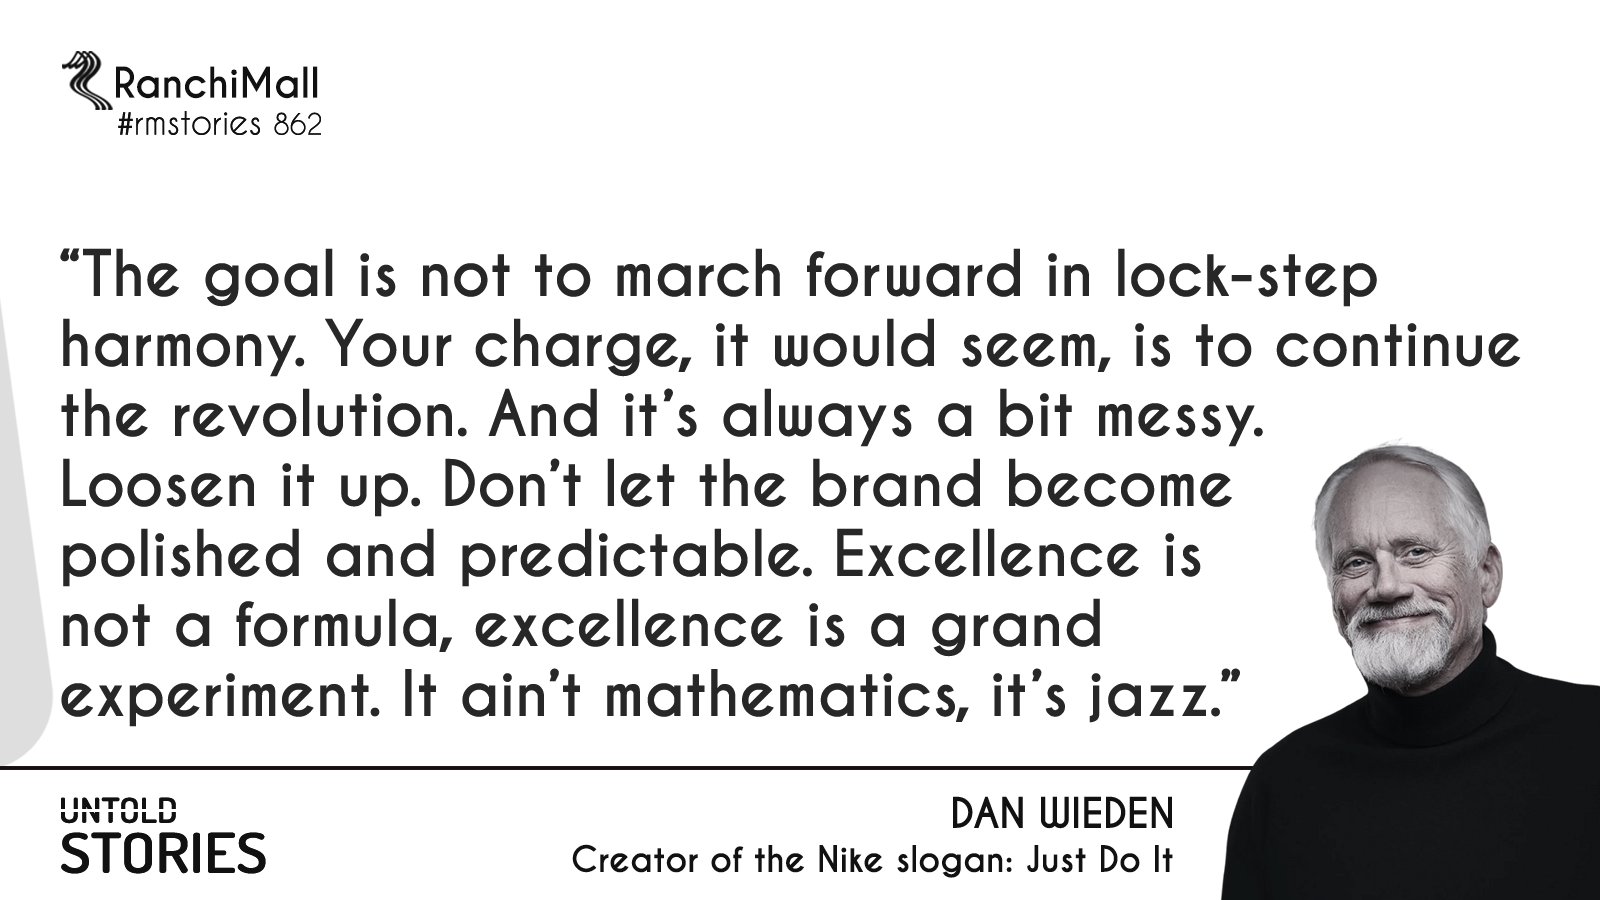 RanchiMall
#rmstories 862
“The goal is not to march forward in lock-step
harmony. Your charge, it would seem, is to continue
the revolution. And it’s always a bit messy.
Loosen it up. Don’t let the brand become
polished and predictable. Excellence is
not a formula, excellence is a grand
experiment. It ain’t mathematics, it’s jazz.”
UNTOLD
STORIES
DAN WIEDEN
Creator of the Nike slogan: Just Do It